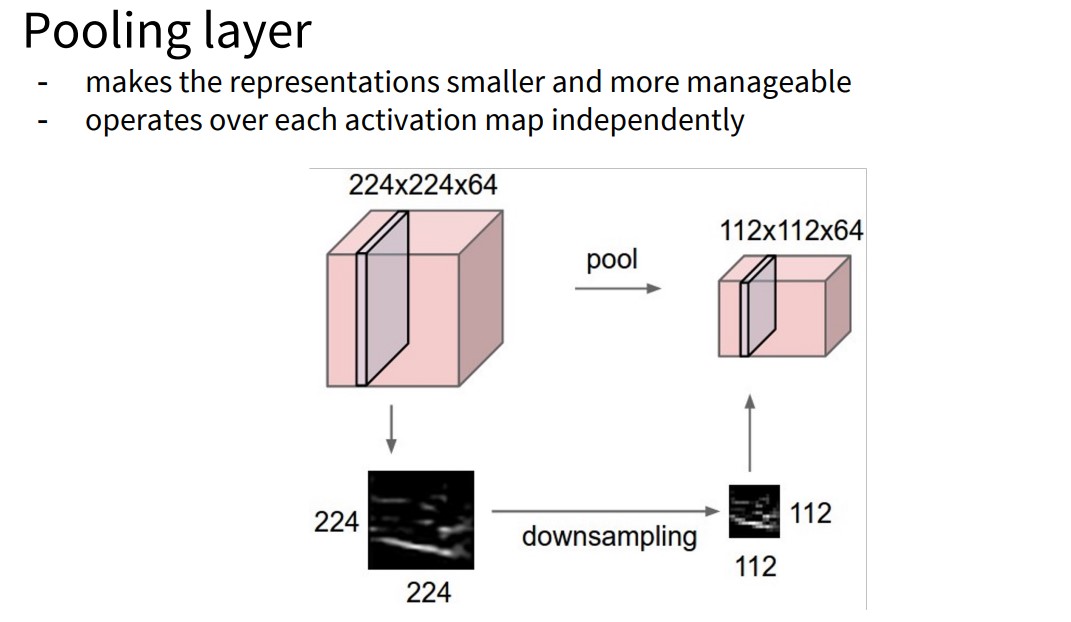 Pooling layer
- makes the representations smaller and more manageable
- operates over each activation map independently
224x224x64
112x112x64
pool
224
downsampling
112
112
224